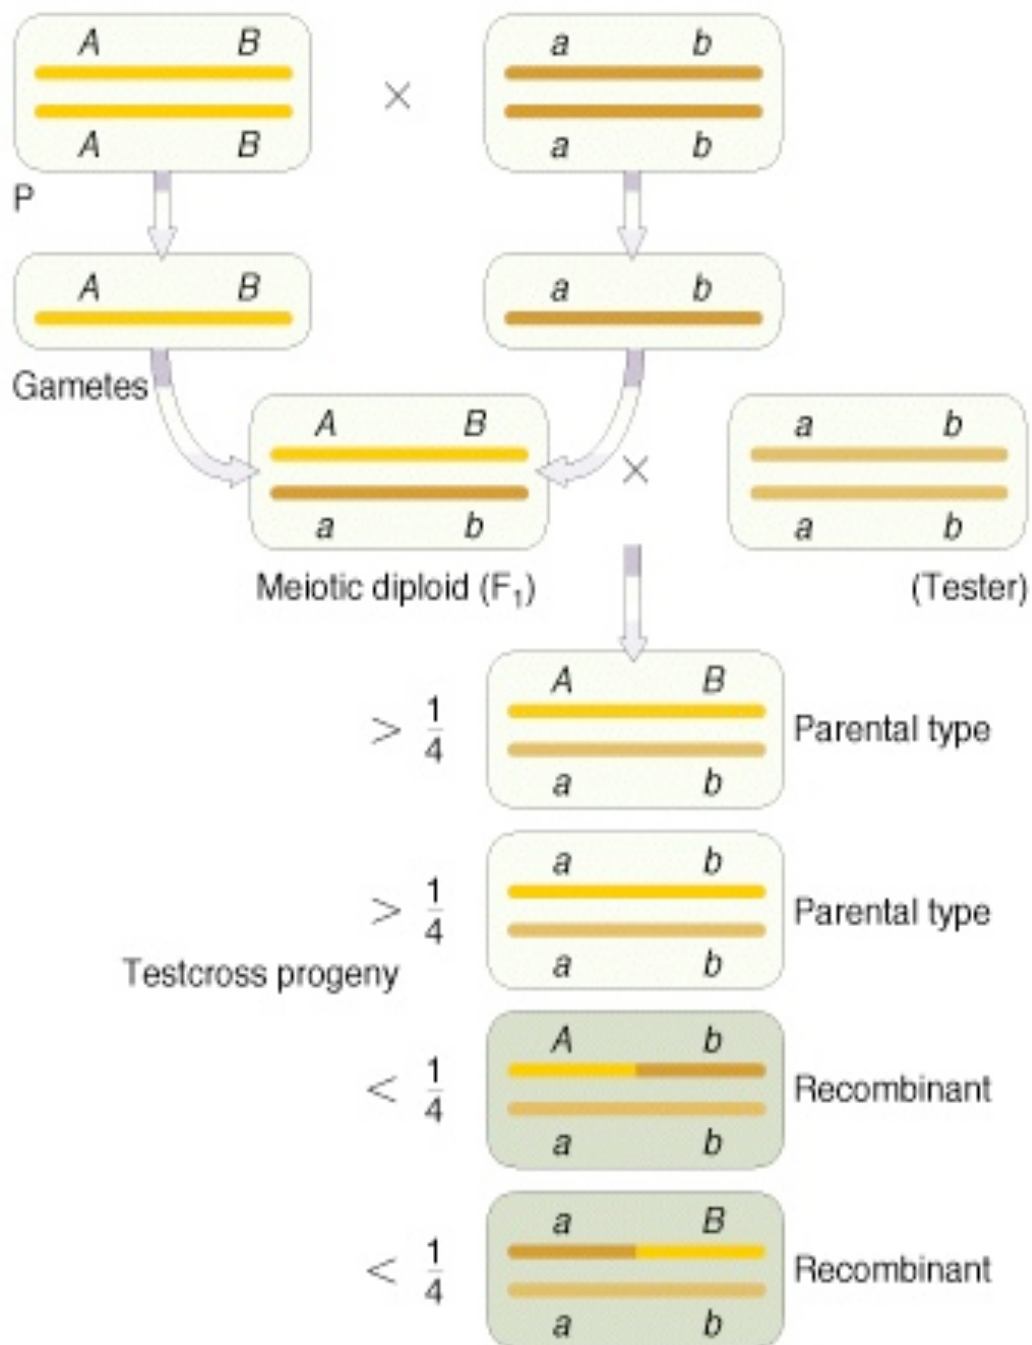 A B a b
×
A B a b
P
A B a b
Gametes
A B a b
×
a b a b
Meiotic diploid (F₁) (Tester)
A B
> 1/4 Parental type
a b
a b
> 1/4 Parental type
a b
Testcross progeny
A b
< 1/4 Recombinant
a b
a B
< 1/4 Recombinant
a b